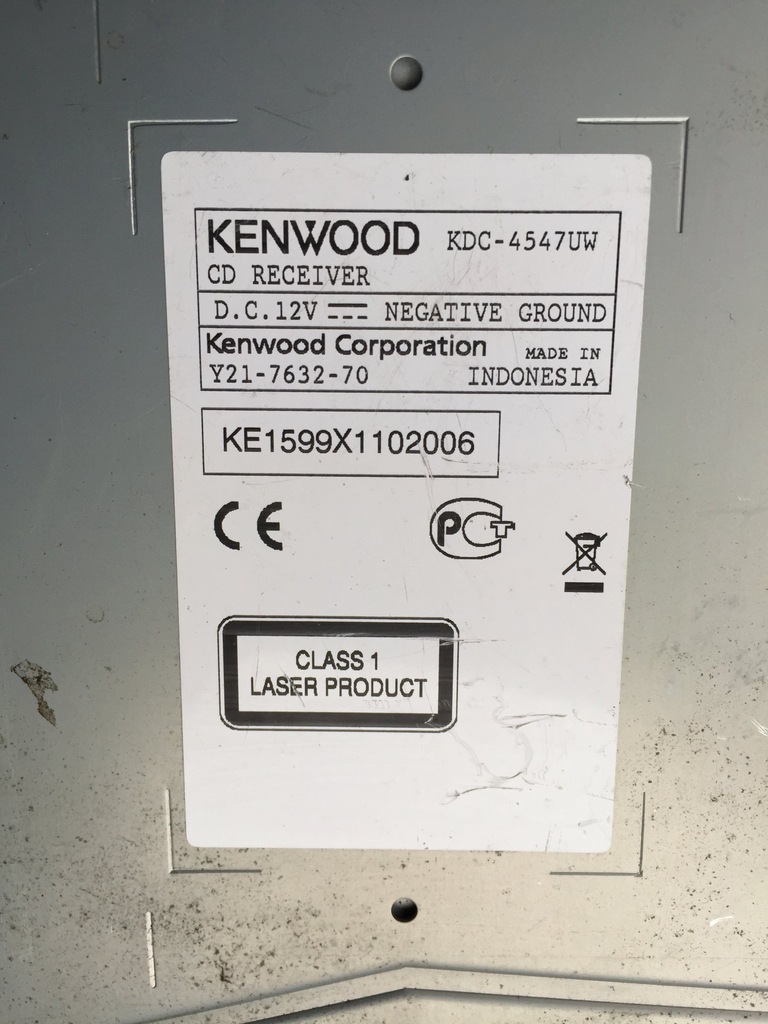 KENWOOD KDC-4547UW
CD RECEIVER
D.C.12V NEGATIVE GROUND
Kenwood Corporation MADE IN
Y21-7632-70 INDONESIA
KE1599X1102006
CE
PCT
CLASS 1
LASER PRODUCT